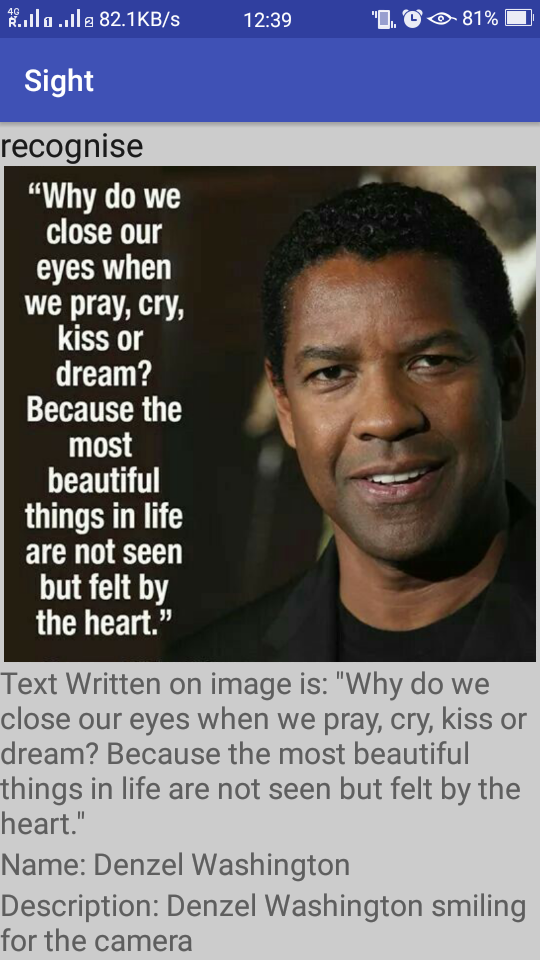 4G
R
82.1KB/s
12:39
81%
Sight
recognise
“Why do we
close our
eyes when
we pray, cry,
kiss or
dream?
Because the
most
beautiful
things in life
are not seen
but felt by
the heart.”
Text Written on image is: "Why do we
close our eyes when we pray, cry, kiss or
dream? Because the most beautiful
things in life are not seen but felt by the
heart."
Name: Denzel Washington
Description: Denzel Washington smiling
for the camera